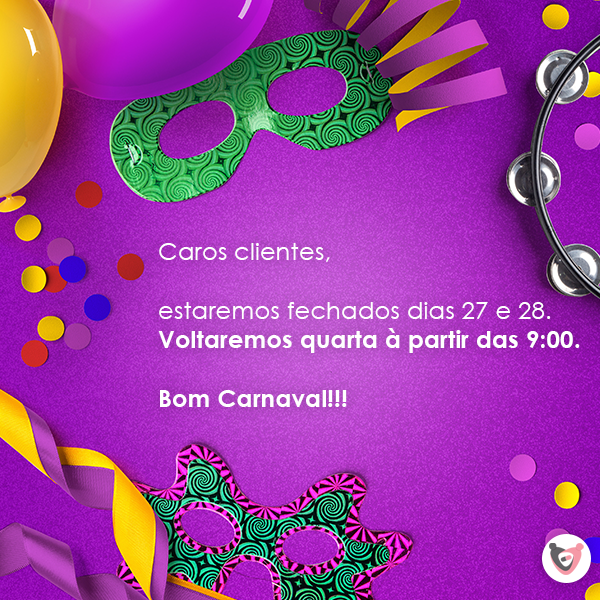 Caros clientes,
estaremos fechados dias 27 e 28.
Voltaremos quarta à partir das 9:00.
Bom Carnaval!!!